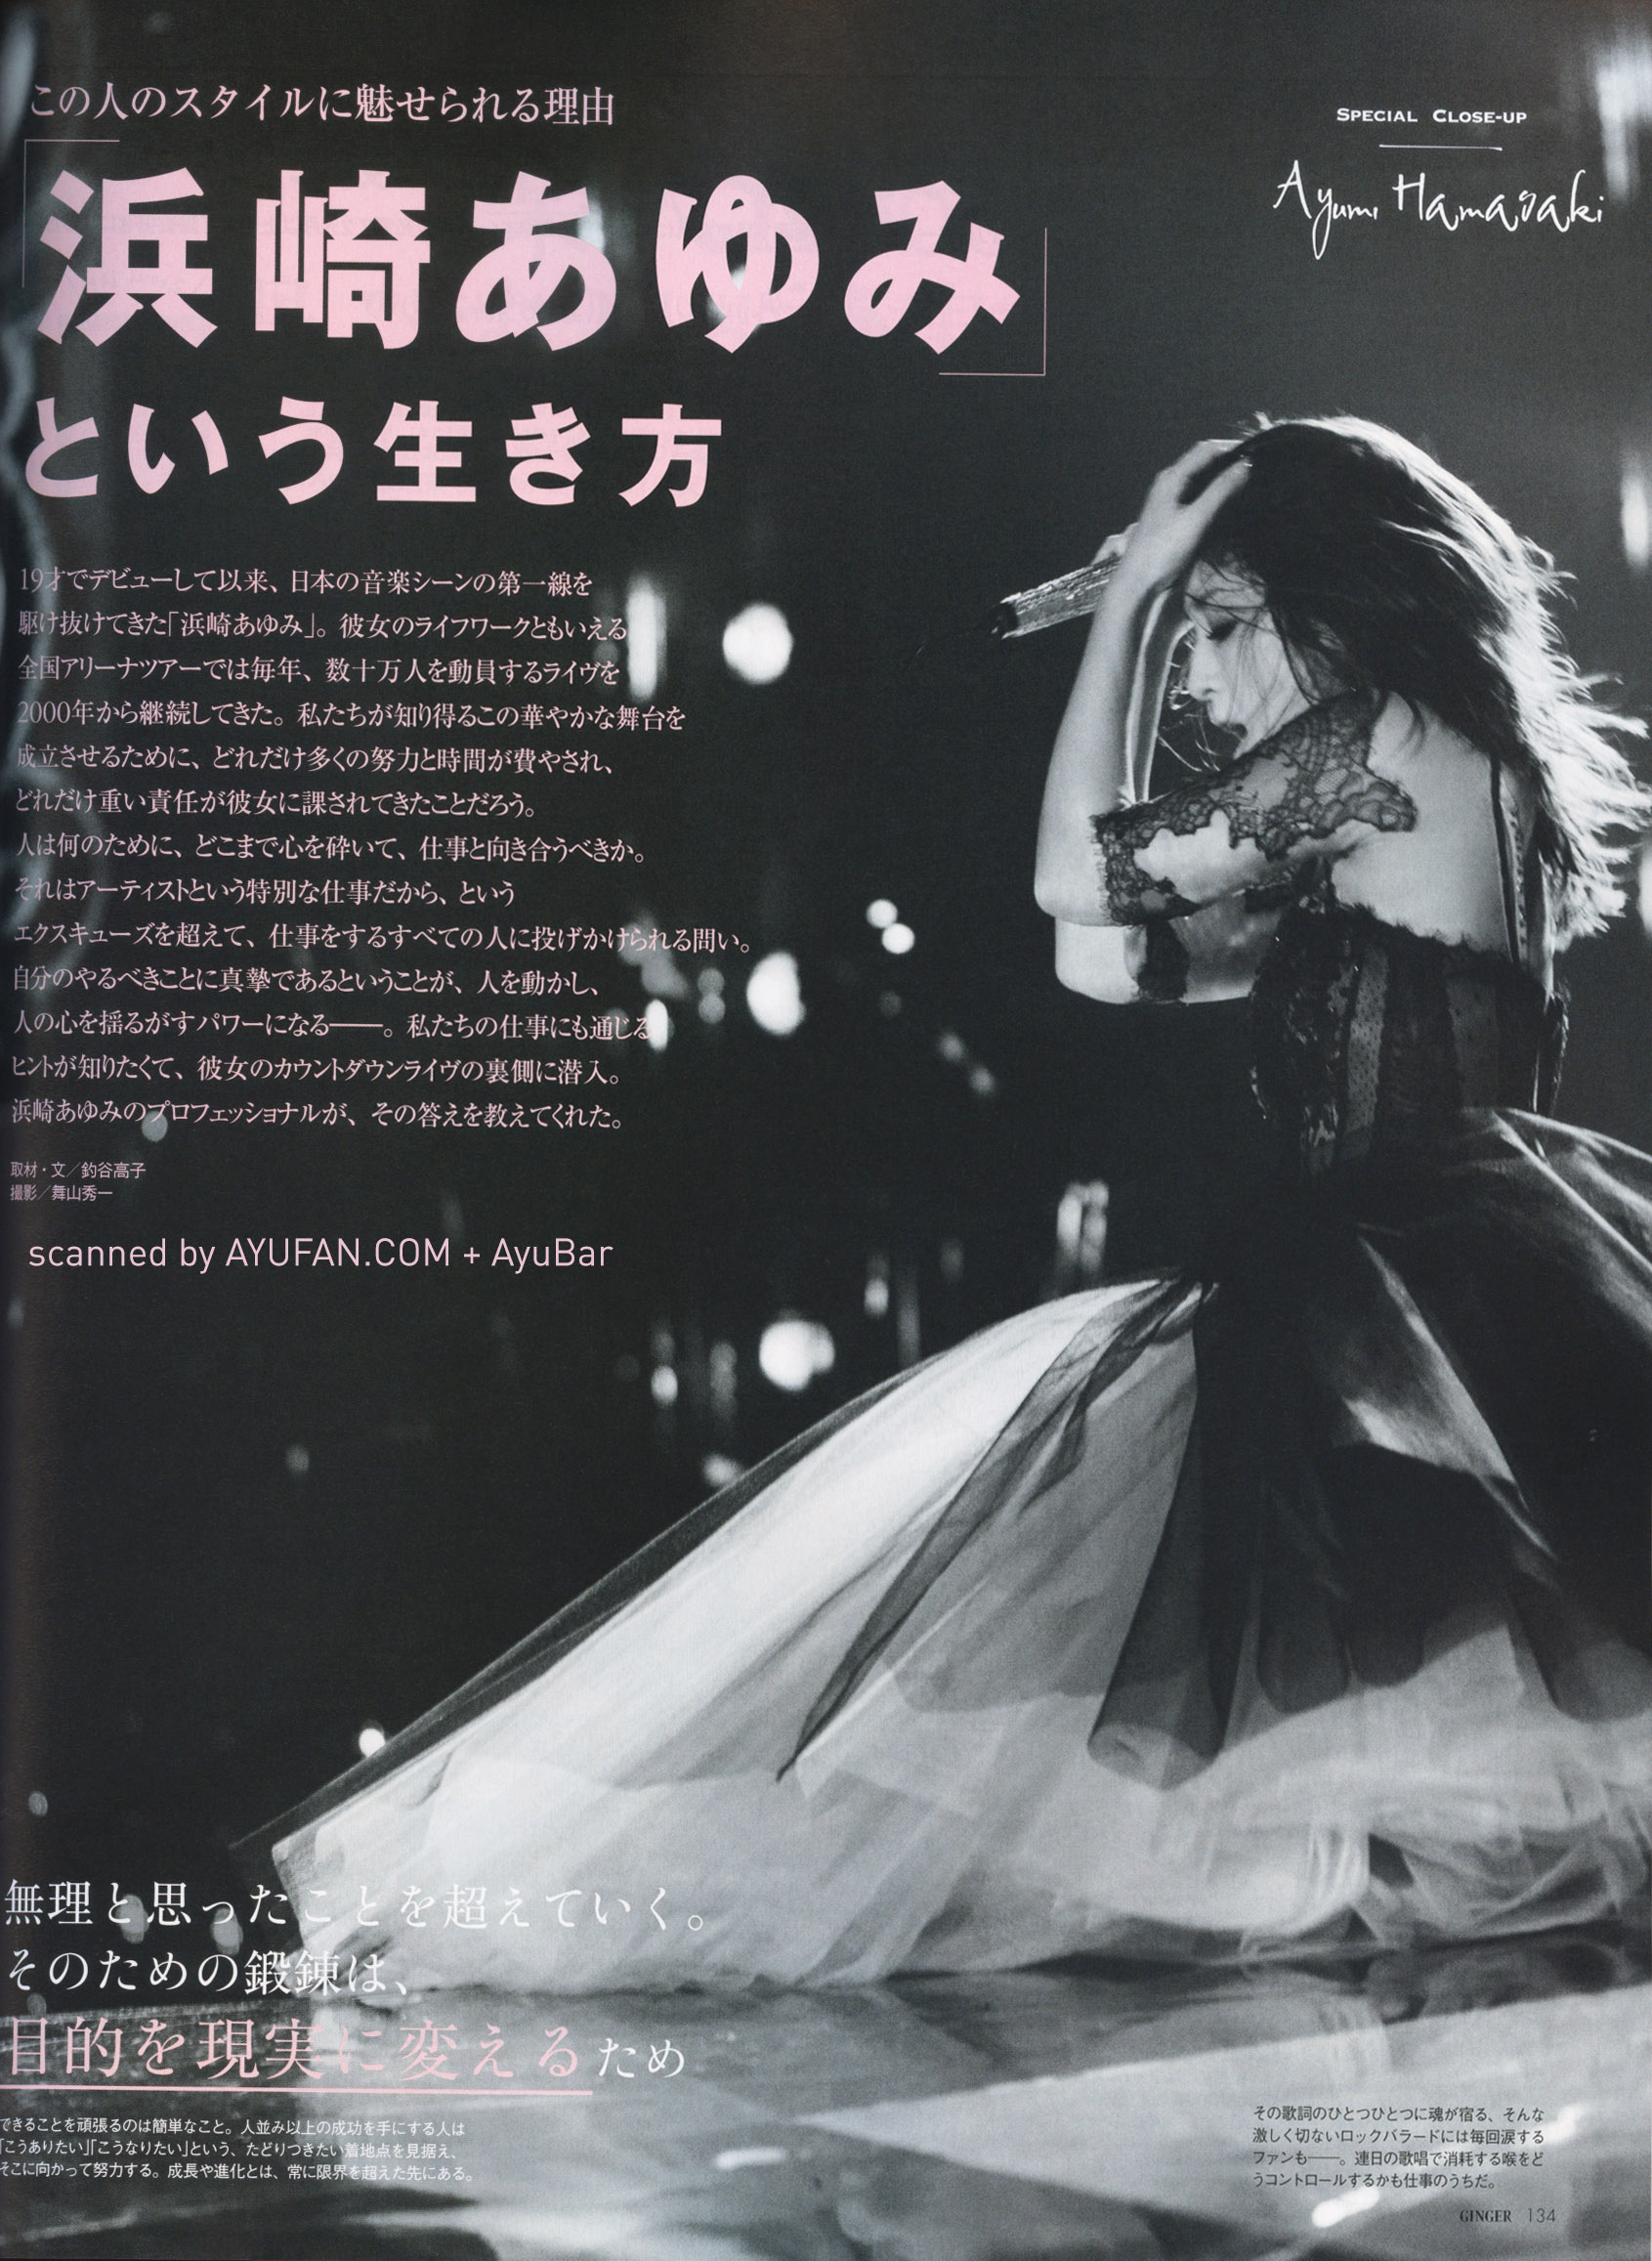 この人のスタイルに魅せられる理由
「浜崎あゆみ」
という生き方
SPECIAL CLOSE-UP
Ayumi Hamasaki
19才でデビューして以来、日本の音楽シーンの第一線を
駆け抜けてきた「浜崎あゆみ」。彼女のライフワークともいえる
全国アリーナツアーでは毎年、数十万人を動員するライヴを
2000年から継続してきた。私たちが知り得るこの華やかな舞台を
成立させるために、どれだけ多くの努力と時間が費やされ、
どれだけ重い責任が彼女に課されてきたことだろう。
人は何のために、どこまで心を砕いて、仕事と向き合うべきか。
それはアーティストという特別な仕事だから、という
エクスキューズを超えて、仕事をするすべての人に投げかけられる問い。
自分のやるべきことに真摯であるということが、人を動かし、
人の心を揺るがすパワーになる――。私たちの仕事にも通じる
ヒントが知りたくて、彼女のカウントダウンライヴの裏側に潜入。
浜崎あゆみのプロフェッショナルが、その答えを教えてくれた。
取材・文／釣谷高子
撮影／舞山秀一
scanned by AYUFAN.COM + AyuBar
無理と思ったことを超えていく。
そのための鍛錬は、
目的を現実に変えるため
できることを頑張るのは簡単なこと。人並み以上の成功を手にする人は
「こうありたい」「こうなりたい」という、たどりつきたい着地点を見据え、
そこに向かって努力する。成長や進化とは、常に限界を超えた先にある。
その歌詞のひとつひとつに魂が宿る、そんな
激しく切ないロックバラードには毎回涙する
ファンも――。連日の歌唱で消耗する喉をど
うコントロールするかも仕事のうちだ。
GINGER 134